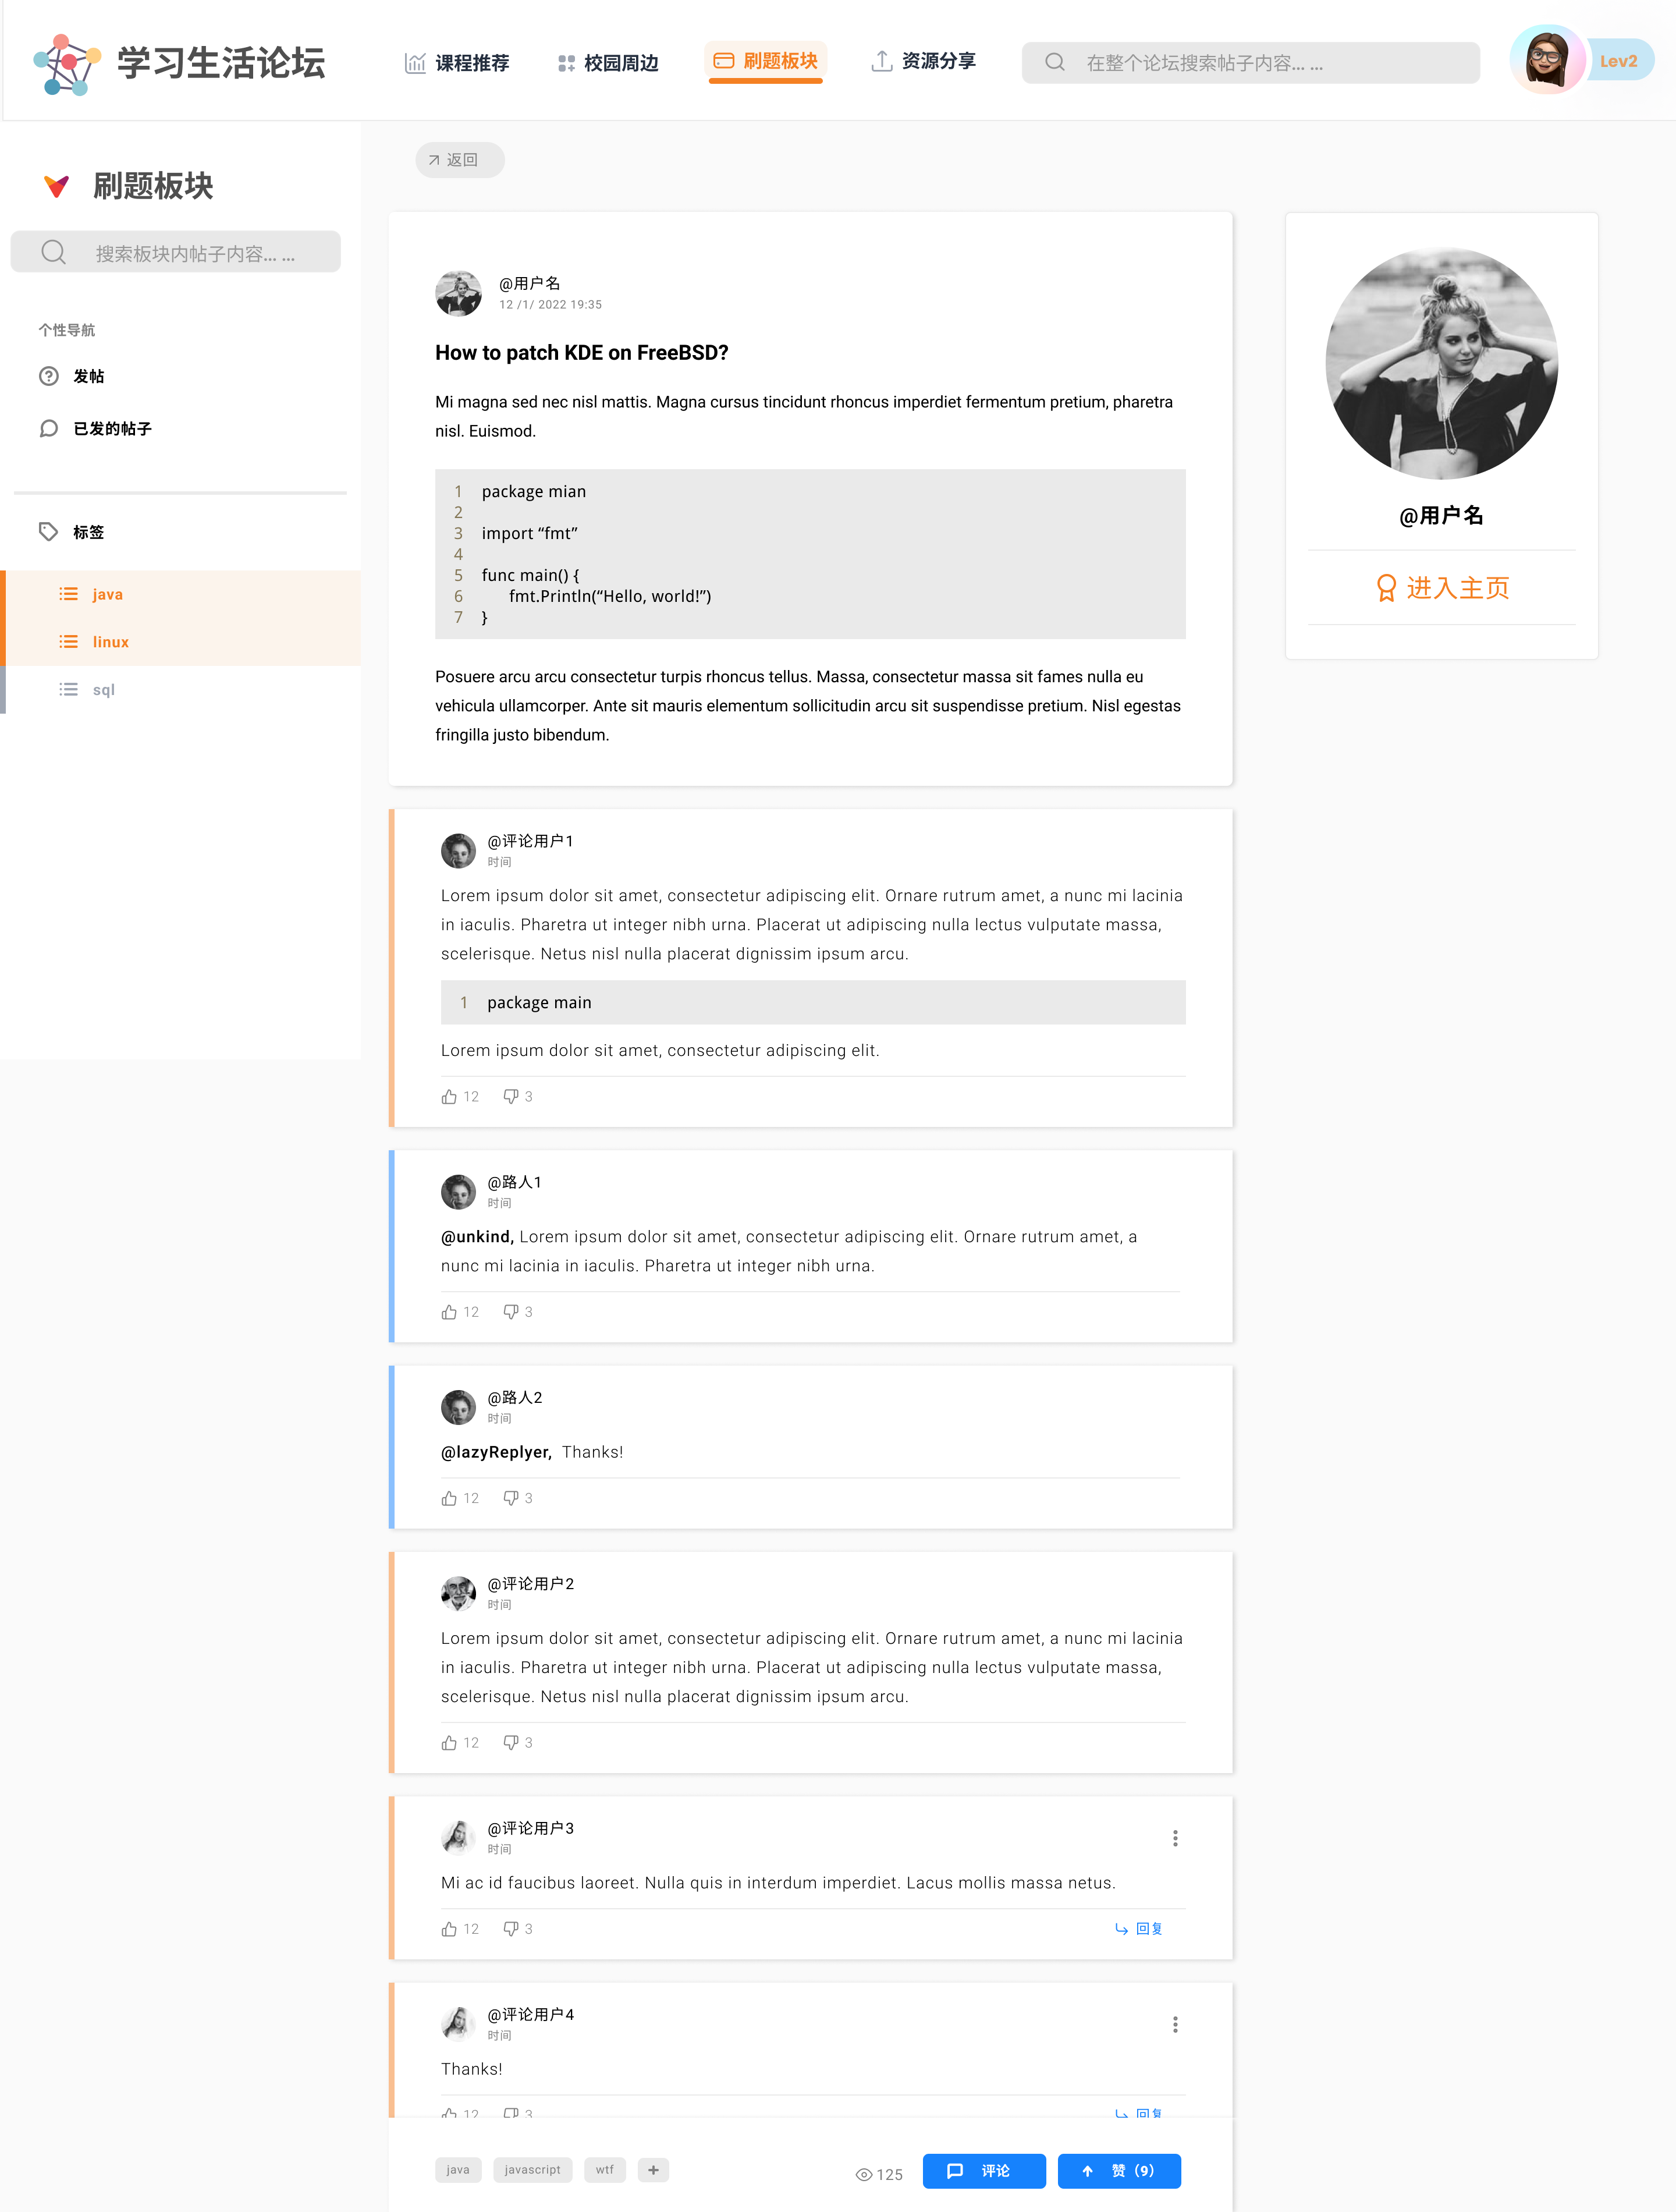 学习生活论坛
课程推荐
校园周边
刷题板块
资源分享
在整个论坛搜索帖子内容... ...
Lev2
刷题板块
搜索板块内帖子内容... ...
个性导航
发帖
已发的帖子
标签
java
linux
sql
返回
@用户名
12 /1/ 2022 19:35
How to patch KDE on FreeBSD?
Mi magna sed nec nisl mattis. Magna cursus tincidunt rhoncus imperdiet fermentum pretium, pharetra
nisl. Euismod.
1 package mian
2
3 import “fmt”
4
5 func main() {
6 fmt.Println(“Hello, world!”)
7 }
Posuere arcu arcu consectetur turpis rhoncus tellus. Massa, consectetur massa sit fames nulla eu
vehicula ullamcorper. Ante sit mauris elementum sollicitudin arcu sit suspendisse pretium. Nisl egestas
fringilla justo bibendum.
@用户名
进入主页
@评论用户1
时间
Lorem ipsum dolor sit amet, consectetur adipiscing elit. Ornare rutrum amet, a nunc mi lacinia
in iaculis. Pharetra ut integer nibh urna. Placerat ut adipiscing nulla lectus vulputate massa,
scelerisque. Netus nisl nulla placerat dignissim ipsum arcu.
1 package main
Lorem ipsum dolor sit amet, consectetur adipiscing elit.
12 3
@路人1
时间
@unkind, Lorem ipsum dolor sit amet, consectetur adipiscing elit. Ornare rutrum amet, a
nunc mi lacinia in iaculis. Pharetra ut integer nibh urna.
12 3
@路人2
时间
@lazyReplyer, Thanks!
12 3
@评论用户2
时间
Lorem ipsum dolor sit amet, consectetur adipiscing elit. Ornare rutrum amet, a nunc mi lacinia
in iaculis. Pharetra ut integer nibh urna. Placerat ut adipiscing nulla lectus vulputate massa,
scelerisque. Netus nisl nulla placerat dignissim ipsum arcu.
12 3
@评论用户3
时间
Mi ac id faucibus laoreet. Nulla quis in interdum imperdiet. Lacus mollis massa netus.
12 3 回复
@评论用户4
时间
Thanks!
12 3 回复
java javascript wtf +
125
评论
赞（9）